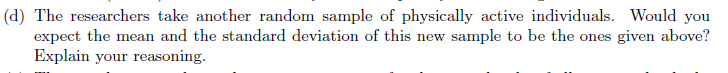 (d) The researchers take another random sample of physically active individuals. Would you
expect the mean and the standard deviation of this new sample to be the ones given above?
Explain your reasoning.